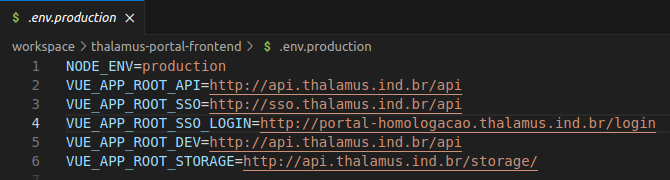 $ .env.production ×
workspace > thalamus-portal-frontend > $ .env.production
1 NODE_ENV=production
2 VUE_APP_ROOT_API=http://api.thalamus.ind.br/api
3 VUE_APP_ROOT_SSO=http://sso.thalamus.ind.br/api
4 VUE_APP_ROOT_SSO_LOGIN=http://portal-homologacao.thalamus.ind.br/login
5 VUE_APP_ROOT_DEV=http://api.thalamus.ind.br/api
6 VUE_APP_ROOT_STORAGE=http://api.thalamus.ind.br/storage/
7